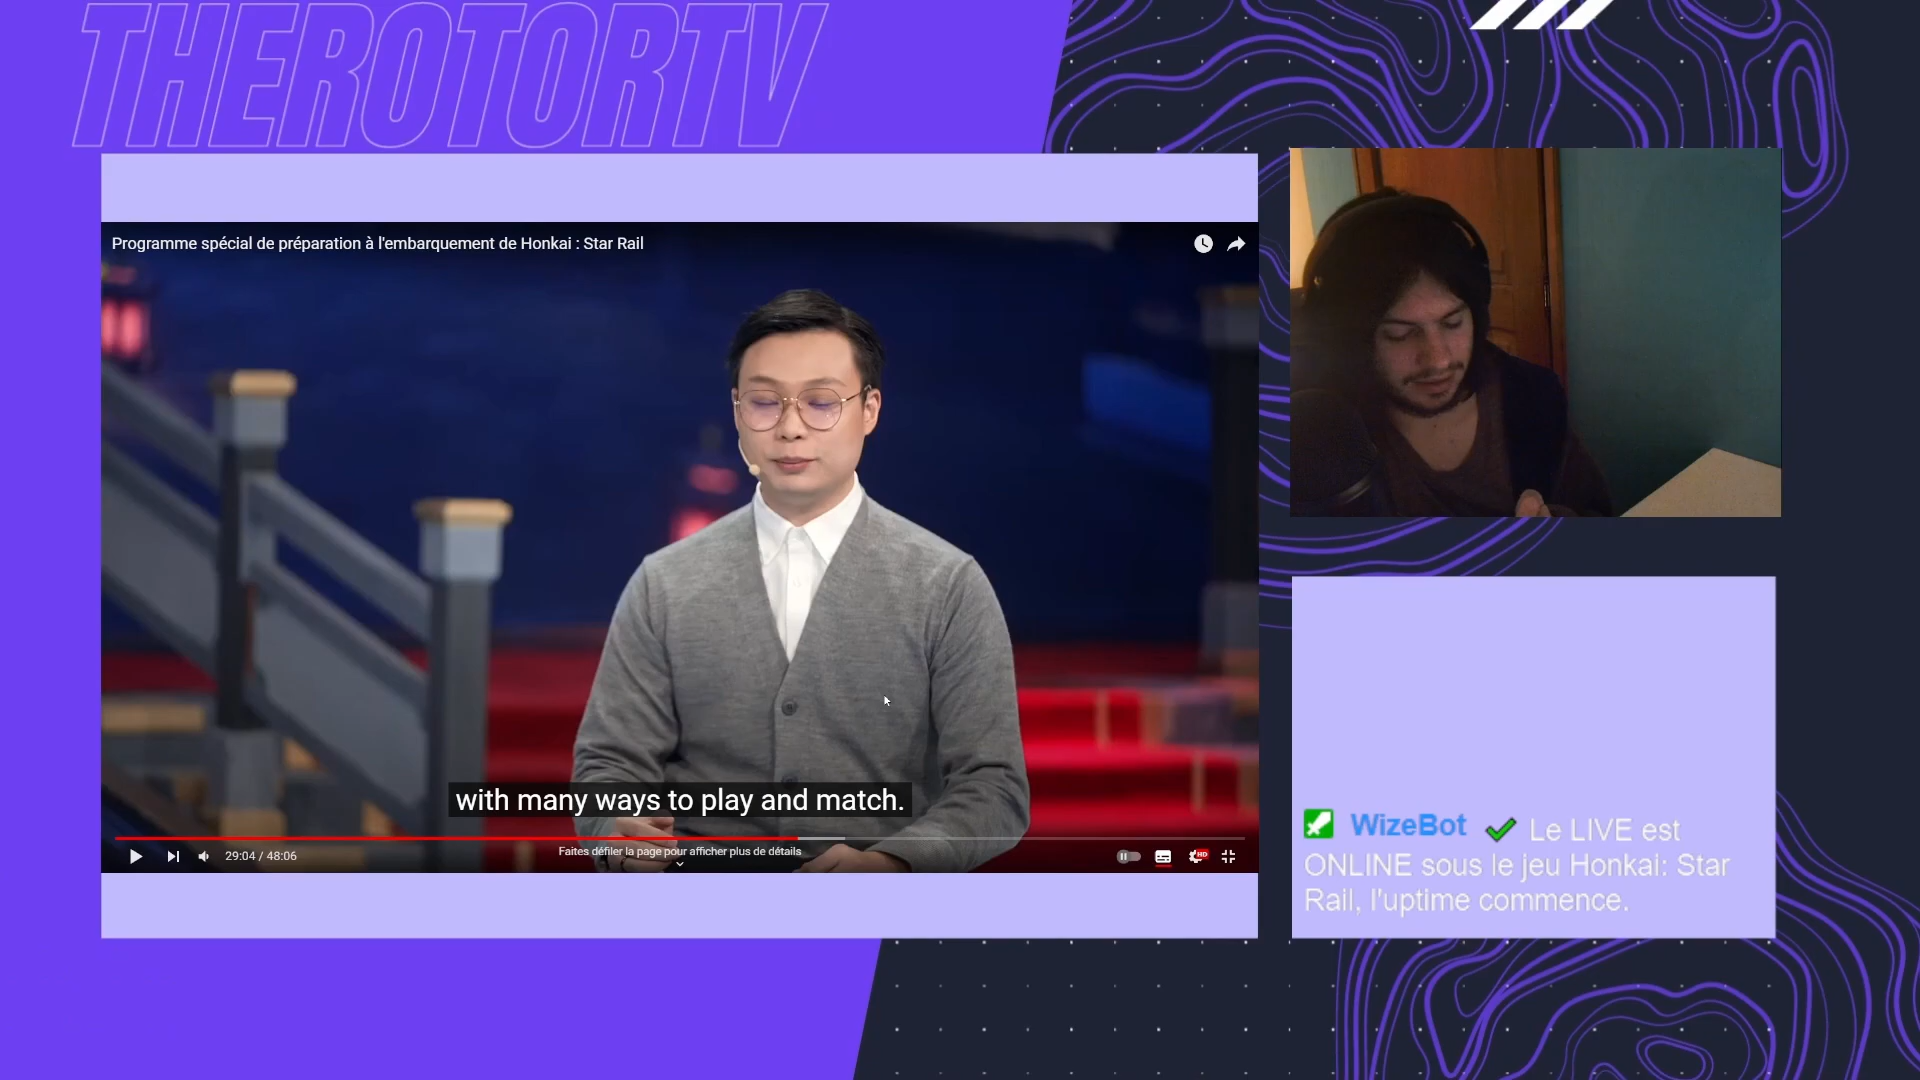 THEROTORTV
Programme spécial de préparation à l'embarquement de Honkai : Star Rail
with many ways to play and match.
29:04 / 48:06
Faites défiler la page pour afficher plus de détails
HD
WizeBot Le LIVE est
ONLINE sous le jeu Honkai: Star
Rail, l'uptime commence.